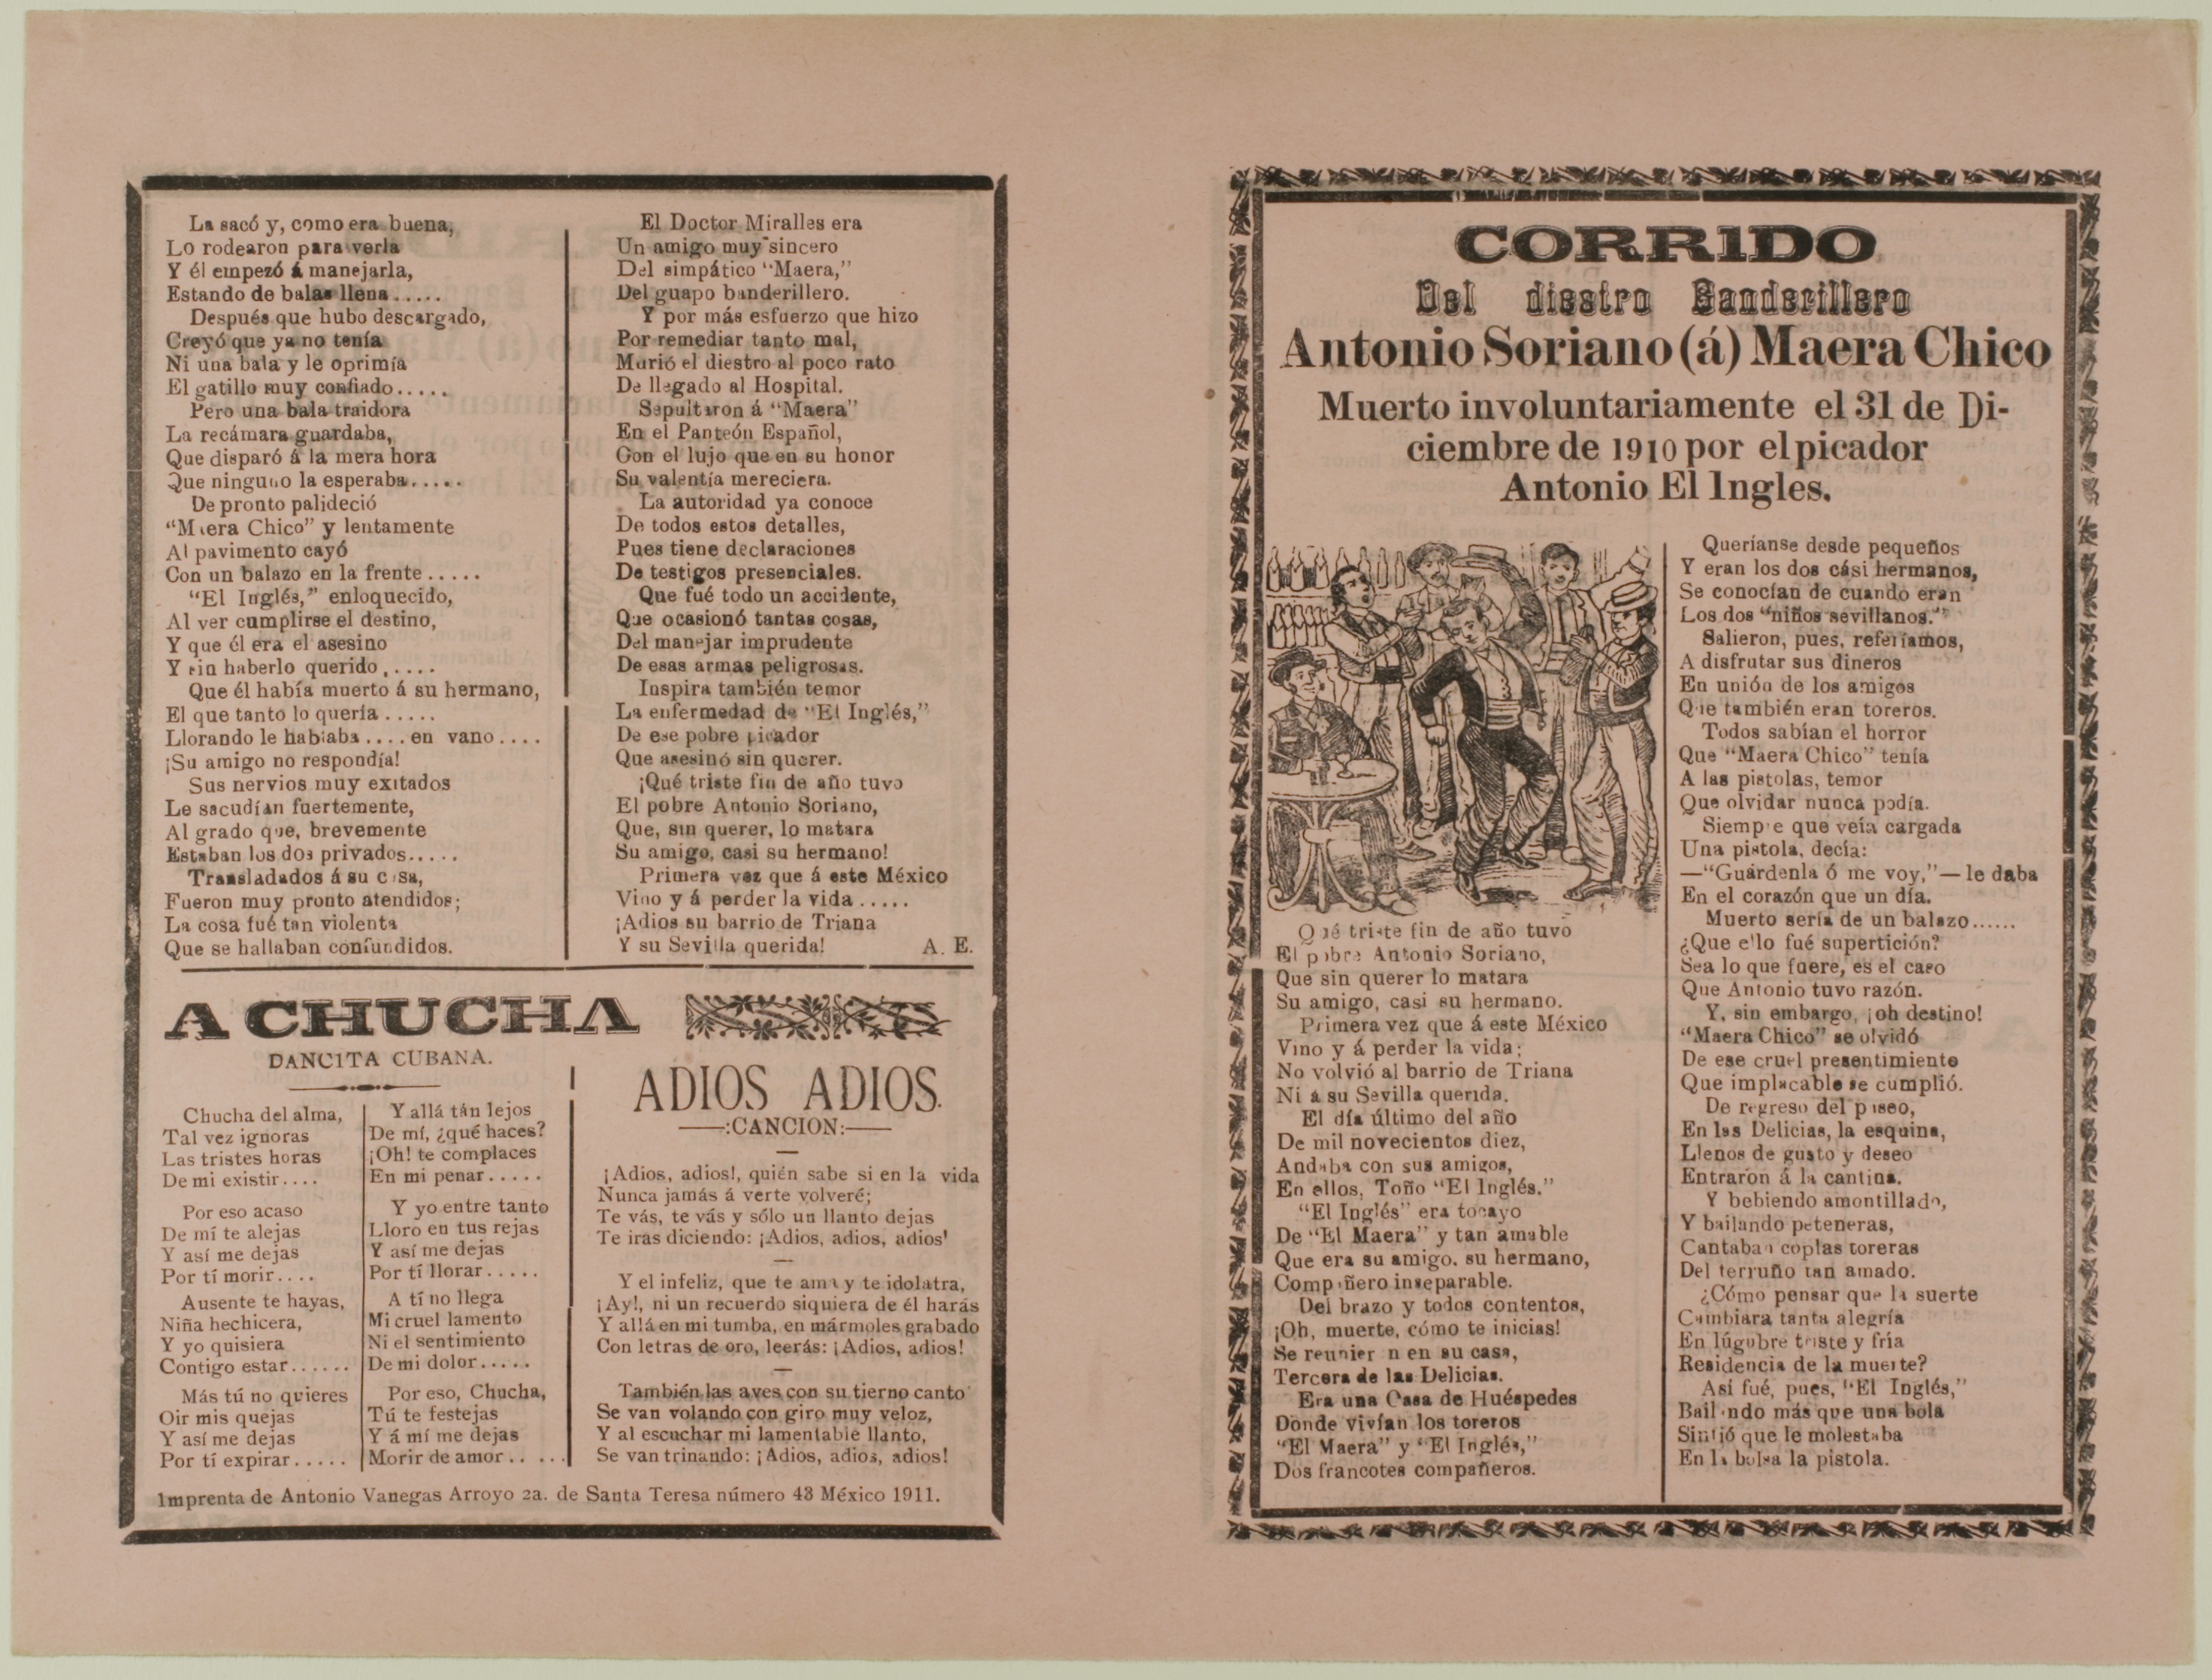 La sacó y, como era buena,
Lo rodearon para verla
Y él empezó á manejarla,
Estando de balas llena.....
Después que hubo descargado,
Creyó que ya no tenía
Ni una bala y le oprimía
El gatillo muy confiado.....
Pero una bala traidora
La recámara guardaba,
Que disparó á la mera hora
Que ninguno la esperaba.....
De pronto palideció
“Maera Chico” y lentamente
Al pavimento cayó
Con un balazo en la frente.....
“El Inglés,” enloquecido,
Al ver cumplirse el destino,
Y que él era el asesino
Y sin haberlo querido.....
Que él había muerto á su hermano,
El que tanto lo quería.....
Llorando le hablaba....en vano....
¡Su amigo no respondía!
Sus nervios muy exitados
Le sacudían fuertemente,
Al grado que, brevemente
Estaban los dos privados.....
Transladados á su casa,
Fueron muy pronto atendidos;
La cosa fué tan violenta
Que se hallaban confundidos.
El Doctor Miralles era
Un amigo muy sincero
Del simpático “Maera,”
Del guapo banderillero.
Y por más esfuerzo que hizo
Por remediar tanto mal,
Murió el diestro al poco rato
De llegado al Hospital.
Sepultaron á “Maera”
En el Panteón Español,
Con el lujo que en su honor
Su valentía mereciera.
La autoridad ya conoce
De todos estos detalles,
Pues tiene declaraciones
De testigos presenciales.
Que fué todo un accidente,
Que ocasionó tantas cosas,
Del manejar imprudente
De esas armas peligrosas.
Inspira también temor
La enfermedad de “El Inglés,”
De ese pobre picador
Que asesinó sin querer.
¡Qué triste fin de año tuvo
El pobre Antonio Soriano,
Que, sin querer, lo matara
Su amigo, casi su hermano!
Primera vez que á este México
Vino y á perder la vida.....
¡Adios su barrio de Triana
Y su Sevilla querida! A. E.
A CHUCHA
DANCITA CUBANA.
Chucha del alma,
Tal vez ignoras
Las tristes horas
De mi existir....
Por eso acaso
De mí te alejas
Y así me dejas
Por tí morir....
Ausente te hayas,
Niña hechicera,
Y yo quisiera
Contigo estar......
Más tú no quieres
Oir mis quejas
Y así me dejas
Por tí expirar.....
Y allá tán lejos
De mí, ¿qué haces?
¡Oh! te complaces
En mi penar.....
Y yo entre tanto
Lloro en tus rejas
Y así me dejas
Por tí llorar.....
A tí no llega
Mi cruel lamento
Ni el sentimiento
De mi dolor.....
Por eso, Chucha,
Tú te festejas
Y á mí me dejas
Morir de amor.....
ADIOS ADIOS.
—:CANCION:—
¡Adios, adios!, quién sabe si en la vida
Nunca jamás á verte volveré;
Te vás, te vás y sólo un llanto dejas
Te iras diciendo: ¡Adios, adios, adios'
Y el infeliz, que te ama y te idolatra,
¡Ay!, ni un recuerdo siquiera de él harás
Y allá en mi tumba, en mármoles grabado
Con letras de oro, leerás: ¡Adios, adios!
También las aves con su tierno canto
Se van volando con giro muy veloz,
Y al escuchar mi lamentable llanto,
Se van trinando: ¡Adios, adios, adios!
Imprenta de Antonio Vanegas Arroyo 2a. de Santa Teresa número 43 México 1911.
CORRIDO
Del diestro Banderillero
Antonio Soriano (á) Maera Chico
Muerto involuntariamente el 31 de Di-
ciembre de 1910 por el picador
Antonio El Ingles.
Qué triste fin de año tuvo
El pobre Antonio Soriano,
Que sin querer lo matara
Su amigo, casi su hermano.
Primera vez que á este México
Vino y á perder la vida;
No volvió al barrio de Triana
Ni á su Sevilla querida.
El día último del año
De mil novecientos diez,
Andaba con sus amigos,
En ellos, Toño “El Inglés.”
“El Inglés” era tocayo
De “El Maera” y tan amable
Que era su amigo, su hermano,
Compañero inseparable.
Del brazo y todos contentos,
¡Oh, muerte, cómo te inicias!
Se reunieron en su casa,
Tercera de las Delicias.
Era una Casa de Huéspedes
Donde vivían los toreros
“El Maera” y “El Inglés,”
Dos francotes compañeros.
Queríanse desde pequeños
Y eran los dos cási hermanos,
Se conocían de cuando eran
Los dos “niños sevillanos.”
Salieron, pues, referíamos,
A disfrutar sus dineros
En unión de los amigos
Que también eran toreros.
Todos sabían el horror
Que “Maera Chico” tenía
A las pistolas, temor
Que olvidar nunca podía.
Siempre que veía cargada
Una pistola, decía:
—“Guárdenla ó me voy,”—le daba
En el corazón que un día.
Muerto sería de un balazo......
¿Que ello fué supertición?
Sea lo que fuere, es el caso
Que Antonio tuvo razón.
Y, sin embargo, ¡oh destino!
“Maera Chico” se olvidó
De ese cruel presentimiento
Que implacable se cumplió.
De regreso del paseo,
En las Delicias, la esquina,
Llenos de gusto y deseo
Entraron á la cantina.
Y bebiendo amontillado,
Y bailando peteneras,
Cantaban coplas toreras
Del terruño tan amado.
¿Cómo pensar que la suerte
Cambiara tanta alegría
En lúgubre triste y fría
Residencia de la muerte?
Así fué, pues, “El Inglés,”
Bailando más que una bola
Sintió que le molestaba
En la bolsa la pistola.